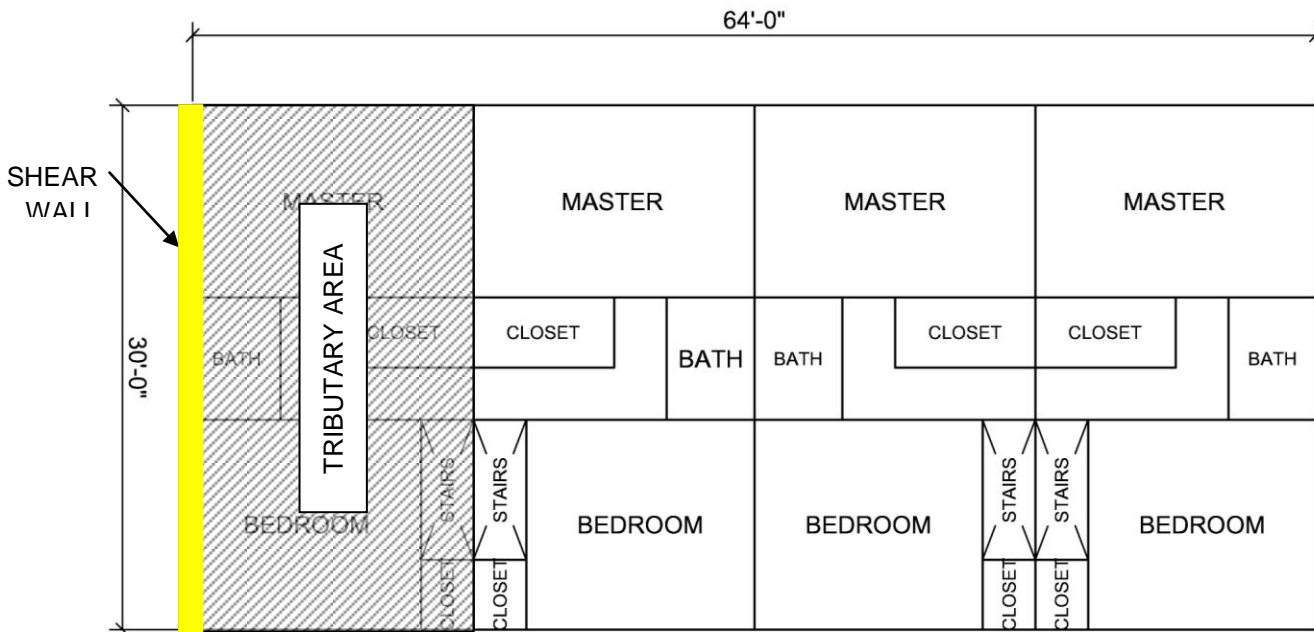 64'-0"
30'-0"
SHEAR
WALL
MASTER
MASTER
MASTER
MASTER
TRIBUTARY AREA
CLOSET
CLOSET
CLOSET
CLOSET
BATH
BATH
BATH
BATH
STAIRS
STAIRS
STAIRS
STAIRS
BEDROOM
BEDROOM
BEDROOM
BEDROOM
CLOSET
CLOSET
CLOSET
CLOSET